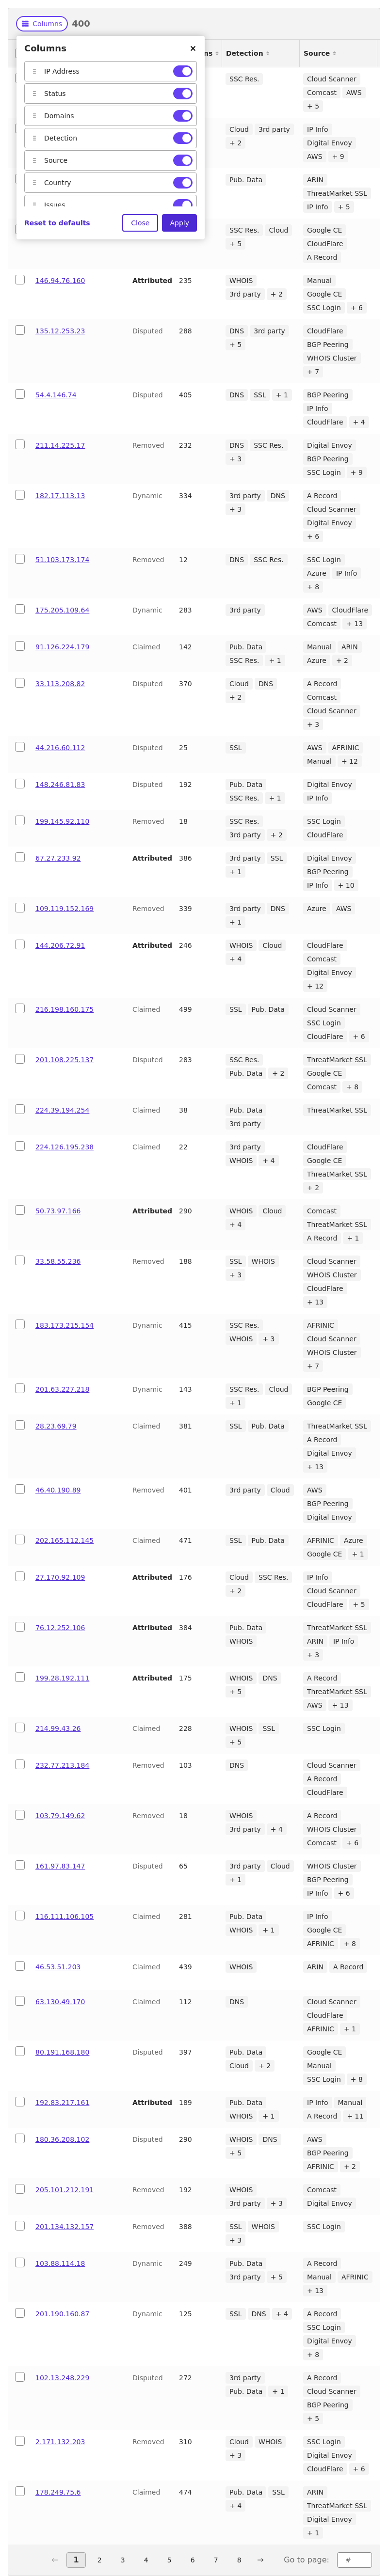 Columns 400
Columns ×
IP Address
Status
Domains
Detection
Source
Country
Issues
Reset to defaults Close Apply
ns Detection Source
SSC Res. Cloud Scanner
Comcast AWS
+ 5
Cloud 3rd party IP Info
+ 2 Digital Envoy
AWS + 9
Pub. Data ARIN
ThreatMarket SSL
IP Info + 5
SSC Res. Cloud Google CE
+ 5 CloudFlare
A Record
146.94.76.160 Attributed 235 WHOIS Manual
3rd party + 2 Google CE
SSC Login + 6
135.12.253.23 Disputed 288 DNS 3rd party CloudFlare
+ 5 BGP Peering
WHOIS Cluster
+ 7
54.4.146.74 Disputed 405 DNS SSL + 1 BGP Peering
IP Info
CloudFlare + 4
211.14.225.17 Removed 232 DNS SSC Res. Digital Envoy
+ 3 BGP Peering
SSC Login + 9
182.17.113.13 Dynamic 334 3rd party DNS A Record
+ 3 Cloud Scanner
Digital Envoy
+ 6
51.103.173.174 Removed 12 DNS SSC Res. SSC Login
Azure IP Info
+ 8
175.205.109.64 Dynamic 283 3rd party AWS CloudFlare
Comcast + 13
91.126.224.179 Claimed 142 Pub. Data Manual ARIN
SSC Res. + 1 Azure + 2
33.113.208.82 Disputed 370 Cloud DNS A Record
+ 2 Comcast
Cloud Scanner
+ 3
44.216.60.112 Disputed 25 SSL AWS AFRINIC
Manual + 12
148.246.81.83 Disputed 192 Pub. Data Digital Envoy
SSC Res. + 1 IP Info
199.145.92.110 Removed 18 SSC Res. SSC Login
3rd party + 2 CloudFlare
67.27.233.92 Attributed 386 3rd party SSL Digital Envoy
+ 1 BGP Peering
IP Info + 10
109.119.152.169 Removed 339 3rd party DNS Azure AWS
+ 1
144.206.72.91 Attributed 246 WHOIS Cloud CloudFlare
+ 4 Comcast
Digital Envoy
+ 12
216.198.160.175 Claimed 499 SSL Pub. Data Cloud Scanner
SSC Login
CloudFlare + 6
201.108.225.137 Disputed 283 SSC Res. ThreatMarket SSL
Pub. Data + 2 Google CE
Comcast + 8
224.39.194.254 Claimed 38 Pub. Data ThreatMarket SSL
3rd party
224.126.195.238 Claimed 22 3rd party CloudFlare
WHOIS + 4 Google CE
ThreatMarket SSL
+ 2
50.73.97.166 Attributed 290 WHOIS Cloud Comcast
+ 4 ThreatMarket SSL
A Record + 1
33.58.55.236 Removed 188 SSL WHOIS Cloud Scanner
+ 3 WHOIS Cluster
CloudFlare
+ 13
183.173.215.154 Dynamic 415 SSC Res. AFRINIC
WHOIS + 3 Cloud Scanner
WHOIS Cluster
+ 7
201.63.227.218 Dynamic 143 SSC Res. Cloud BGP Peering
+ 1 Google CE
28.23.69.79 Claimed 381 SSL Pub. Data ThreatMarket SSL
A Record
Digital Envoy
+ 13
46.40.190.89 Removed 401 3rd party Cloud AWS
BGP Peering
Digital Envoy
202.165.112.145 Claimed 471 SSL Pub. Data AFRINIC Azure
Google CE + 1
27.170.92.109 Attributed 176 Cloud SSC Res. IP Info
+ 2 Cloud Scanner
CloudFlare + 5
76.12.252.106 Attributed 384 Pub. Data ThreatMarket SSL
WHOIS ARIN IP Info
+ 3
199.28.192.111 Attributed 175 WHOIS DNS A Record
+ 5 ThreatMarket SSL
AWS + 13
214.99.43.26 Claimed 228 WHOIS SSL SSC Login
+ 5
232.77.213.184 Removed 103 DNS Cloud Scanner
A Record
CloudFlare
103.79.149.62 Removed 18 WHOIS A Record
3rd party + 4 WHOIS Cluster
Comcast + 6
161.97.83.147 Disputed 65 3rd party Cloud WHOIS Cluster
+ 1 BGP Peering
IP Info + 6
116.111.106.105 Claimed 281 Pub. Data IP Info
WHOIS + 1 Google CE
AFRINIC + 8
46.53.51.203 Claimed 439 WHOIS ARIN A Record
63.130.49.170 Claimed 112 DNS Cloud Scanner
CloudFlare
AFRINIC + 1
80.191.168.180 Disputed 397 Pub. Data Google CE
Cloud + 2 Manual
SSC Login + 8
192.83.217.161 Attributed 189 Pub. Data IP Info Manual
WHOIS + 1 A Record + 11
180.36.208.102 Disputed 290 WHOIS DNS AWS
+ 5 BGP Peering
AFRINIC + 2
205.101.212.191 Removed 192 WHOIS Comcast
3rd party + 3 Digital Envoy
201.134.132.157 Removed 388 SSL WHOIS SSC Login
+ 3
103.88.114.18 Dynamic 249 Pub. Data A Record
3rd party + 5 Manual AFRINIC
+ 13
201.190.160.87 Dynamic 125 SSL DNS + 4 A Record
SSC Login
Digital Envoy
+ 8
102.13.248.229 Disputed 272 3rd party A Record
Pub. Data + 1 Cloud Scanner
BGP Peering
+ 5
2.171.132.203 Removed 310 Cloud WHOIS SSC Login
+ 3 Digital Envoy
CloudFlare + 6
178.249.75.6 Claimed 474 Pub. Data SSL ARIN
+ 4 ThreatMarket SSL
Digital Envoy
+ 1
← 1 2 3 4 5 6 7 8 → Go to page: #